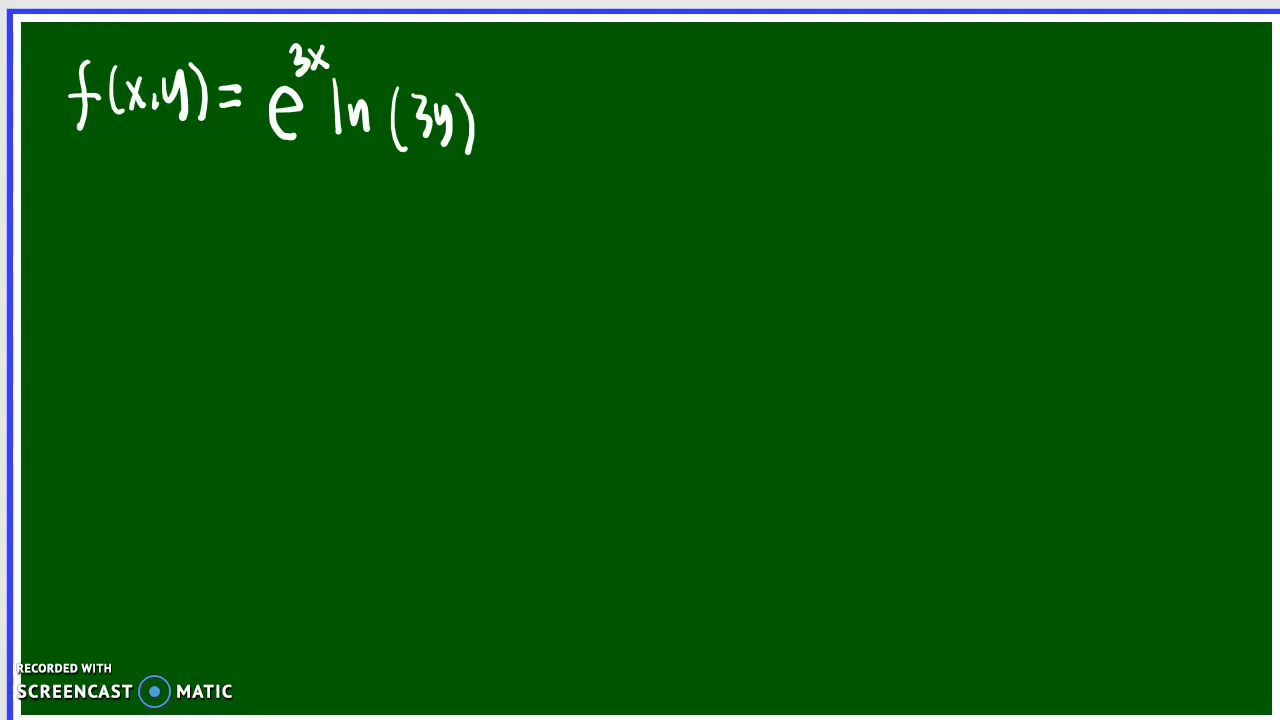 f(x,y) = e^{3x} ln (3y)
RECORDED WITH
SCREENCAST MATIC